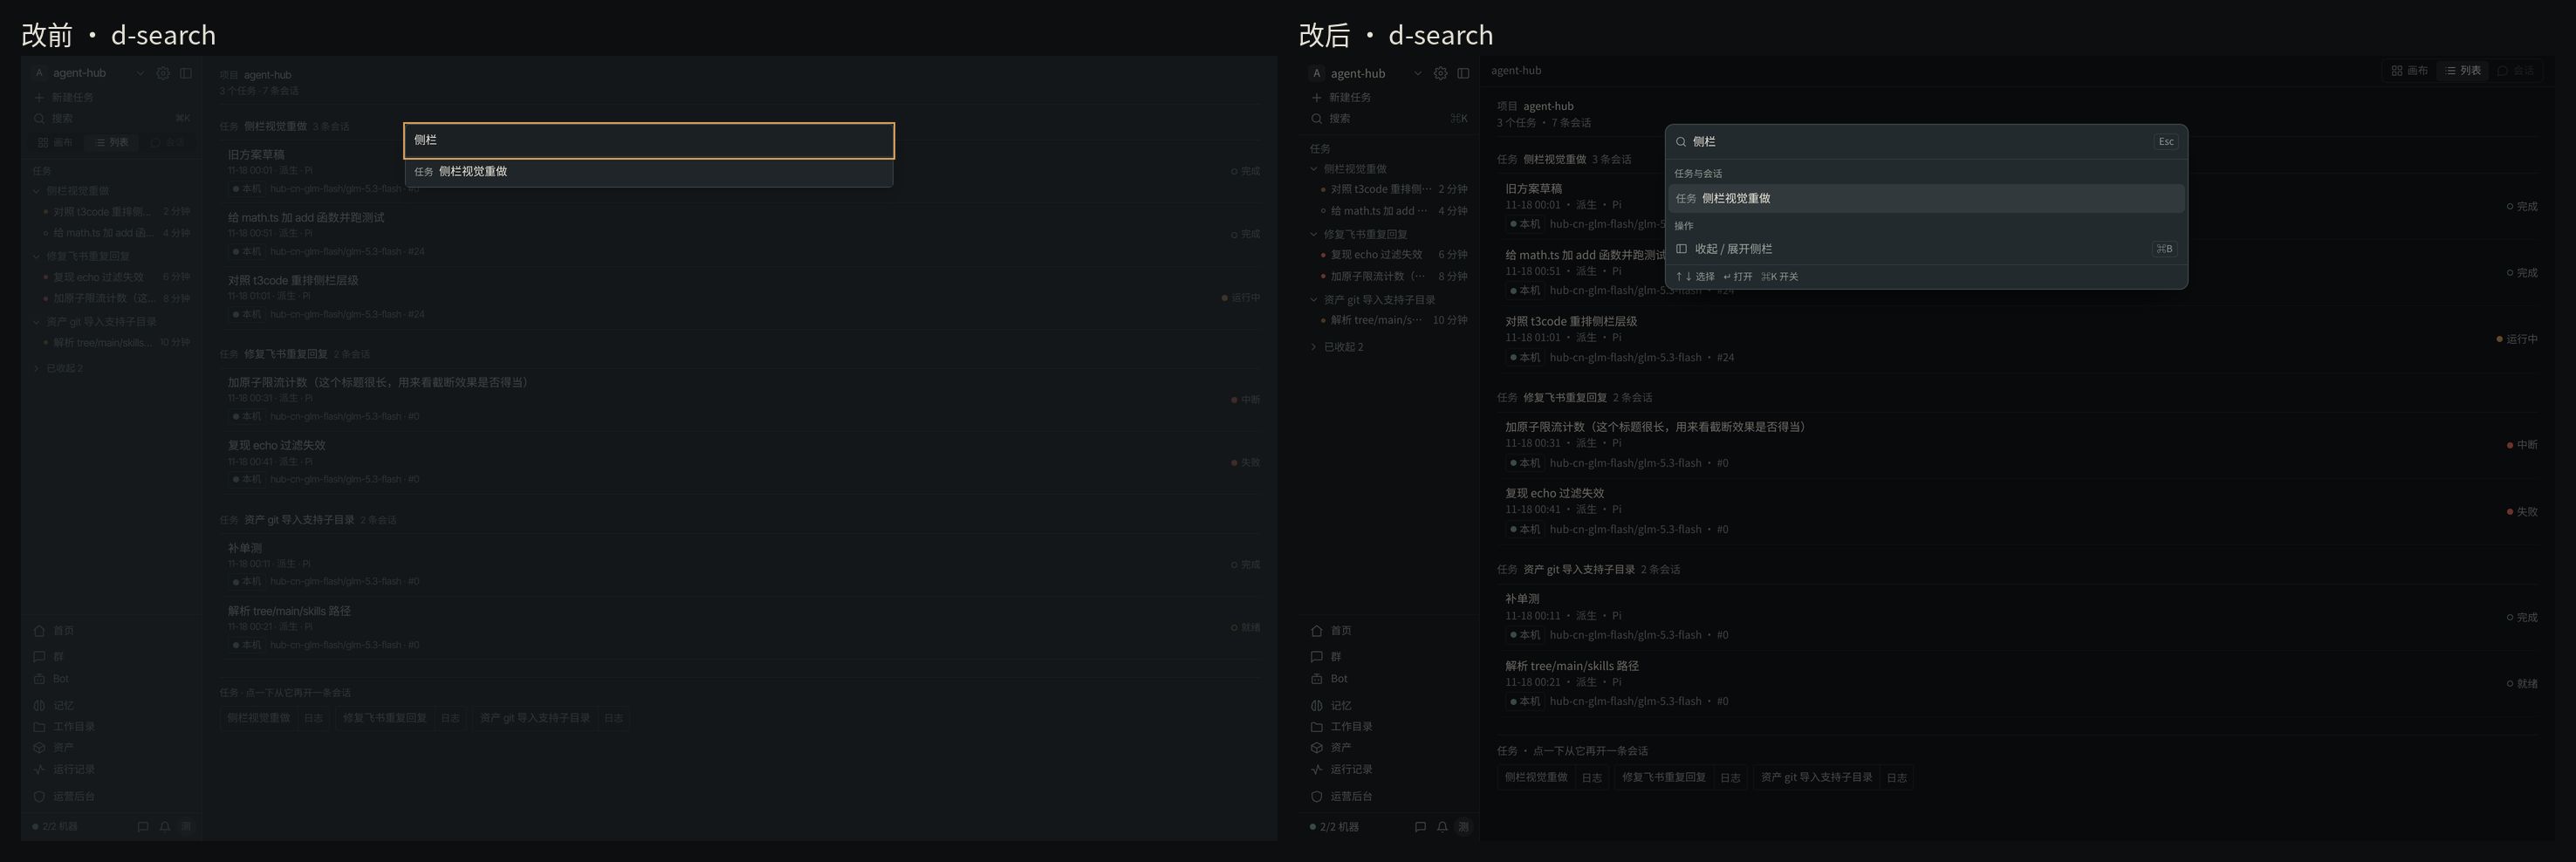 改前 · d-search
A agent-hub
新建任务
搜索 ⌘K
画布 列表 会话
任务
侧栏视觉重做
对照 t3code 重排侧... 2 分钟
给 math.ts 加 add 函... 4 分钟
修复飞书重复回复
复现 echo 过滤失效 6 分钟
加原子限流计数（这... 8 分钟
资产 git 导入支持子目录
解析 tree/main/skills... 10 分钟
已收起 2
首页
群
Bot
记忆
工作目录
资产
运行记录
运营后台
2/2 机器 测
项目 agent-hub
3 个任务 · 7 条会话
侧栏
任务 侧栏视觉重做
任务 侧栏视觉重做 3 条会话
旧方案草稿
11-18 00:01 · 派生 · Pi
本机 hub-cn-glm-flash/glm-5.3-flash · #0
完成
给 math.ts 加 add 函数并跑测试
11-18 00:51 · 派生 · Pi
本机 hub-cn-glm-flash/glm-5.3-flash · #24
完成
对照 t3code 重排侧栏层级
11-18 01:01 · 派生 · Pi
本机 hub-cn-glm-flash/glm-5.3-flash · #24
运行中
任务 修复飞书重复回复 2 条会话
加原子限流计数（这个标题很长，用来看截断效果是否得当）
11-18 00:31 · 派生 · Pi
本机 hub-cn-glm-flash/glm-5.3-flash · #0
中断
复现 echo 过滤失效
11-18 00:41 · 派生 · Pi
本机 hub-cn-glm-flash/glm-5.3-flash · #0
失败
任务 资产 git 导入支持子目录 2 条会话
补单测
11-18 00:11 · 派生 · Pi
本机 hub-cn-glm-flash/glm-5.3-flash · #0
完成
解析 tree/main/skills 路径
11-18 00:21 · 派生 · Pi
本机 hub-cn-glm-flash/glm-5.3-flash · #0
就绪
任务 · 点一下从它再开一条会话
侧栏视觉重做 日志 修复飞书重复回复 日志 资产 git 导入支持子目录 日志
改后 · d-search
A agent-hub
新建任务
搜索 ⌘K
任务
侧栏视觉重做
对照 t3code 重排侧… 2 分钟
给 math.ts 加 add … 4 分钟
修复飞书重复回复
复现 echo 过滤失效 6 分钟
加原子限流计数（… 8 分钟
资产 git 导入支持子目录
解析 tree/main/s… 10 分钟
已收起 2
首页
群
Bot
记忆
工作目录
资产
运行记录
运营后台
2/2 机器 测
agent-hub 画布 列表 会话
项目 agent-hub
3 个任务 · 7 条会话
侧栏 Esc
任务与会话
任务 侧栏视觉重做
操作
收起 / 展开侧栏 ⌘B
↑↓ 选择 ↵ 打开 ⌘K 开关
任务 侧栏视觉重做 3 条会话
旧方案草稿
11-18 00:01 · 派生 · Pi
本机 hub-cn-glm-flash/glm-5
完成
给 math.ts 加 add 函数并跑测试
11-18 00:51 · 派生 · Pi
本机 hub-cn-glm-flash/glm-5.3-flash · #24
完成
对照 t3code 重排侧栏层级
11-18 01:01 · 派生 · Pi
本机 hub-cn-glm-flash/glm-5.3-flash · #24
运行中
任务 修复飞书重复回复 2 条会话
加原子限流计数（这个标题很长，用来看截断效果是否得当）
11-18 00:31 · 派生 · Pi
本机 hub-cn-glm-flash/glm-5.3-flash · #0
中断
复现 echo 过滤失效
11-18 00:41 · 派生 · Pi
本机 hub-cn-glm-flash/glm-5.3-flash · #0
失败
任务 资产 git 导入支持子目录 2 条会话
补单测
11-18 00:11 · 派生 · Pi
本机 hub-cn-glm-flash/glm-5.3-flash · #0
完成
解析 tree/main/skills 路径
11-18 00:21 · 派生 · Pi
本机 hub-cn-glm-flash/glm-5.3-flash · #0
就绪
任务 · 点一下从它再开一条会话
侧栏视觉重做 日志 修复飞书重复回复 日志 资产 git 导入支持子目录 日志